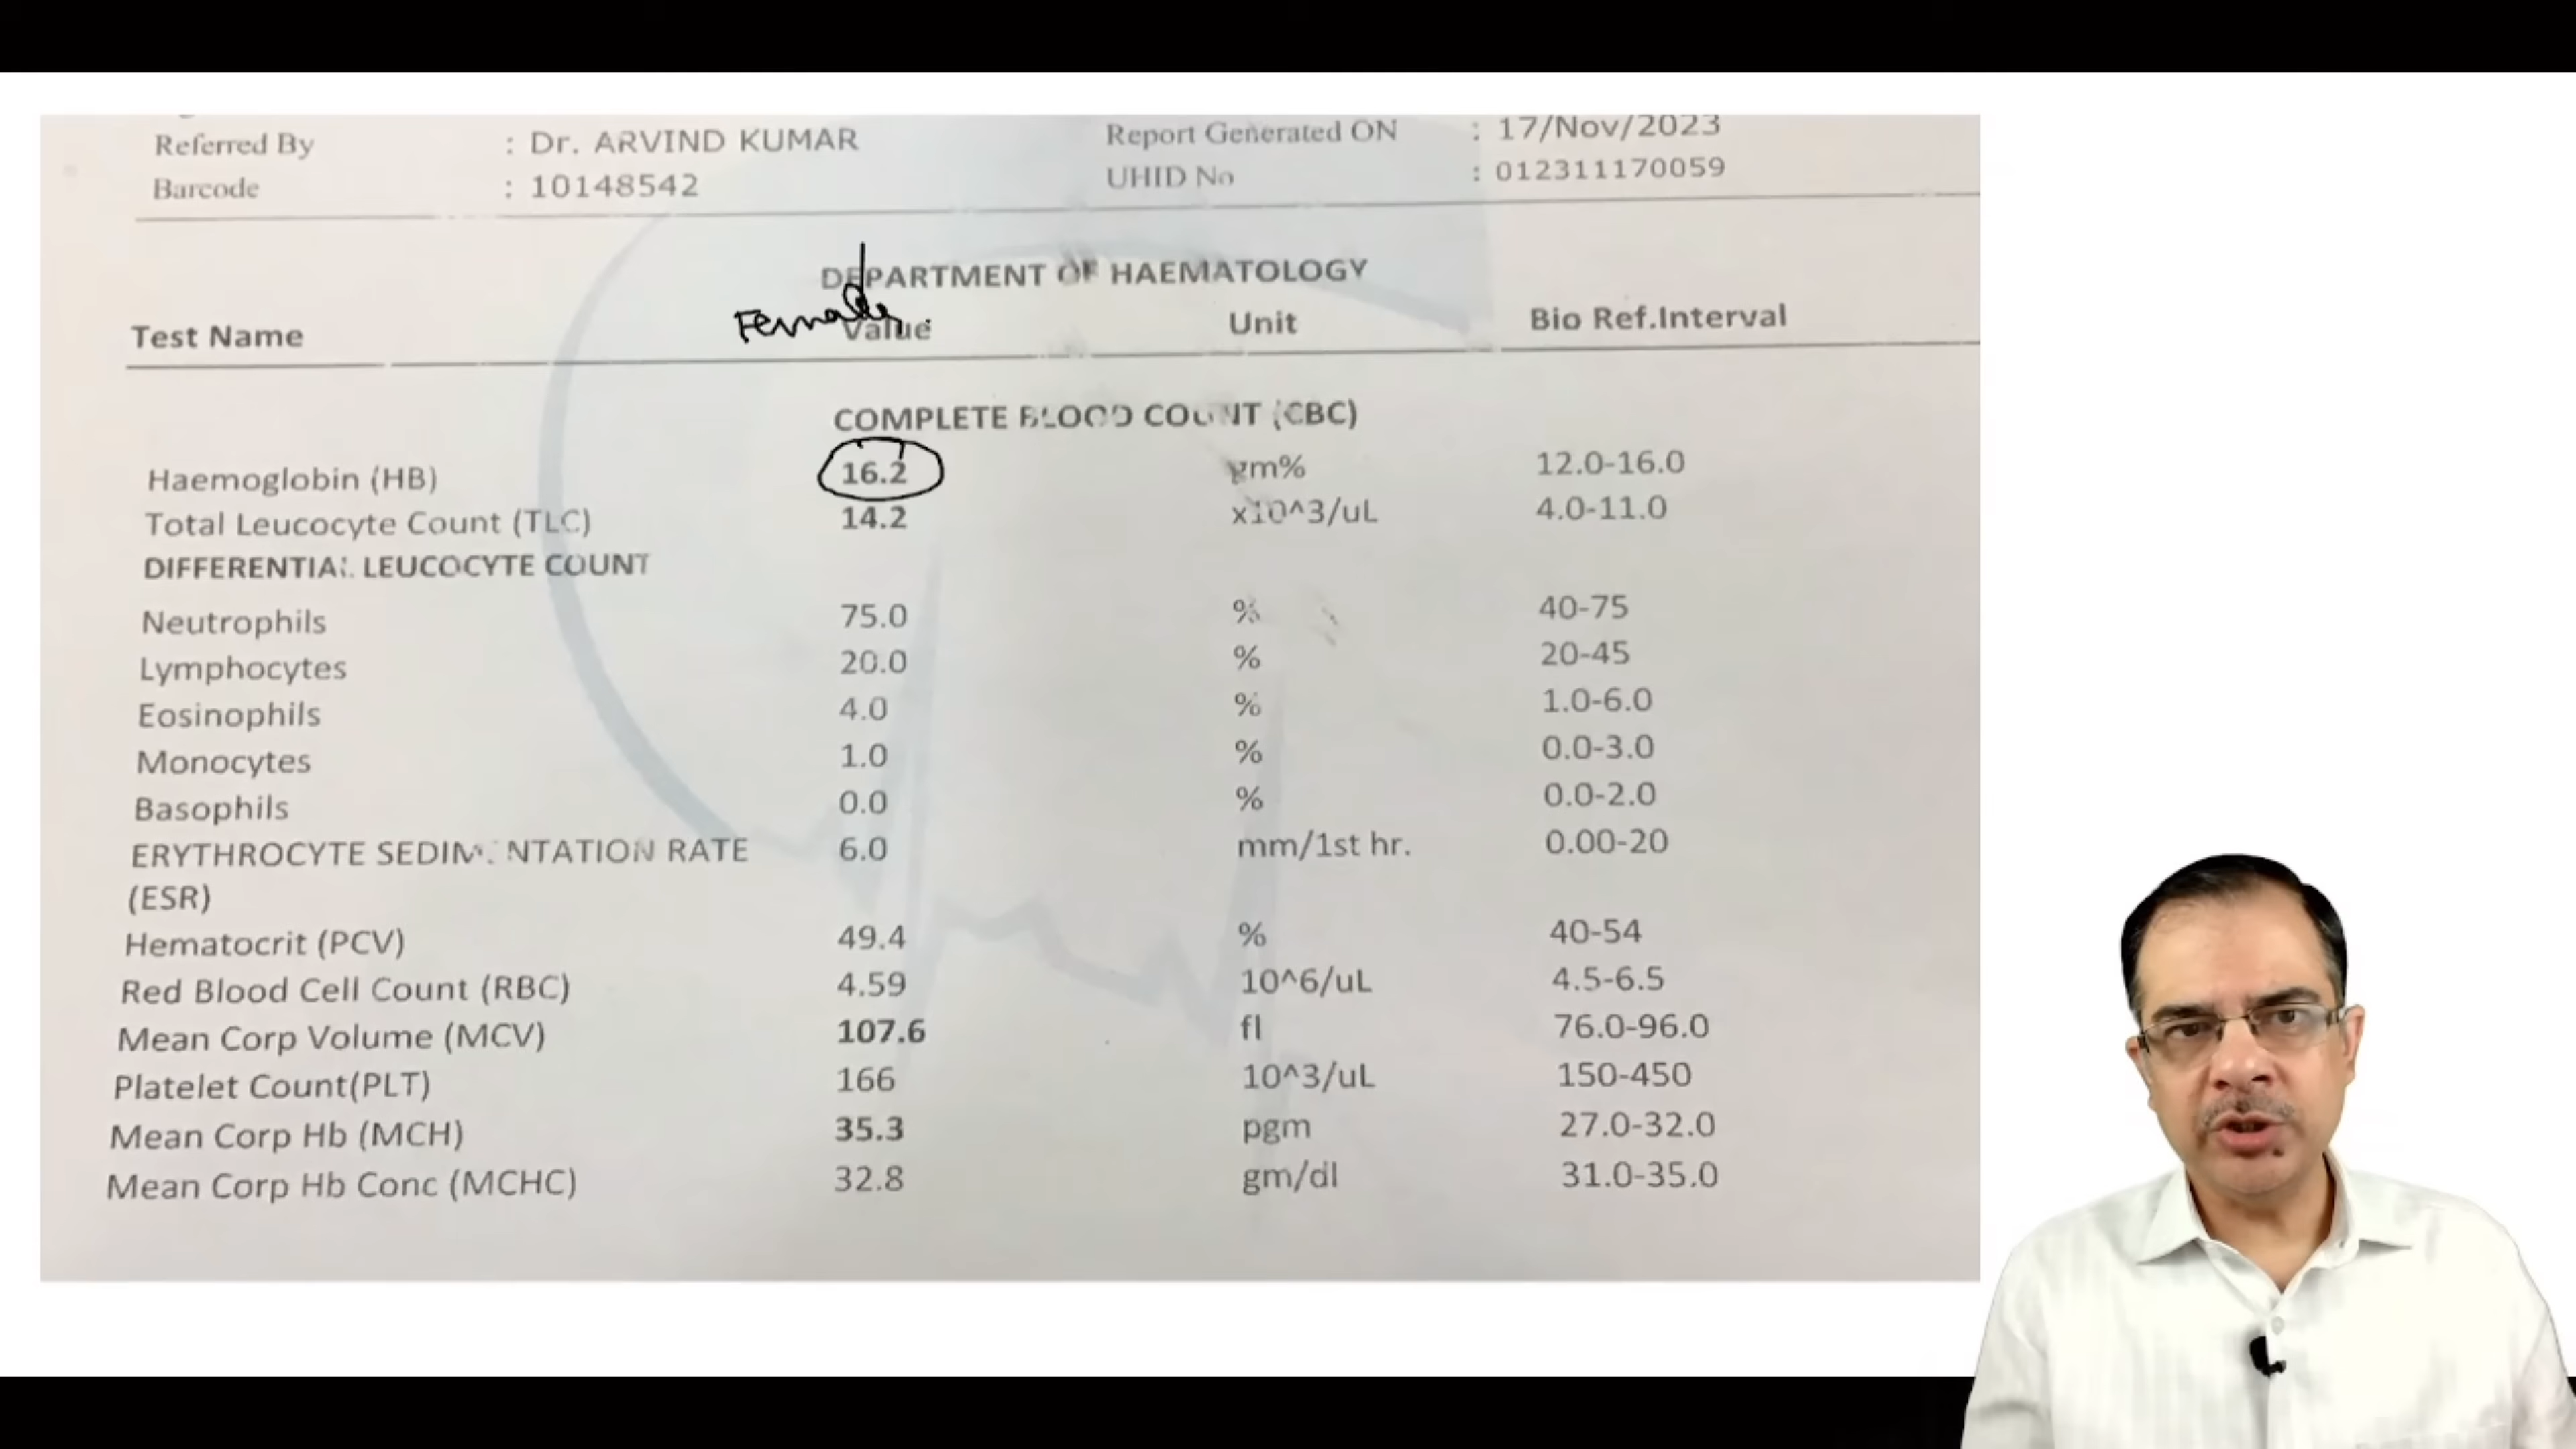 Referred By : Dr. ARVIND KUMAR Report Generated ON : 17/Nov/2023
Barcode : 10148542 UHID No : 012311170059
DEPARTMENT OF HAEMATOLOGY
Female
Test Name Value Unit Bio Ref.Interval
COMPLETE BLOOD COUNT (CBC)
Haemoglobin (HB) 16.2 gm% 12.0-16.0
Total Leucocyte Count (TLC) 14.2 x10^3/uL 4.0-11.0
DIFFERENTIAL LEUCOCYTE COUNT
Neutrophils 75.0 % 40-75
Lymphocytes 20.0 % 20-45
Eosinophils 4.0 % 1.0-6.0
Monocytes 1.0 % 0.0-3.0
Basophils 0.0 % 0.0-2.0
ERYTHROCYTE SEDIMENTATION RATE 6.0 mm/1st hr. 0.00-20
(ESR)
Hematocrit (PCV) 49.4 % 40-54
Red Blood Cell Count (RBC) 4.59 10^6/uL 4.5-6.5
Mean Corp Volume (MCV) 107.6 fl 76.0-96.0
Platelet Count(PLT) 166 10^3/uL 150-450
Mean Corp Hb (MCH) 35.3 pgm 27.0-32.0
Mean Corp Hb Conc (MCHC) 32.8 gm/dl 31.0-35.0